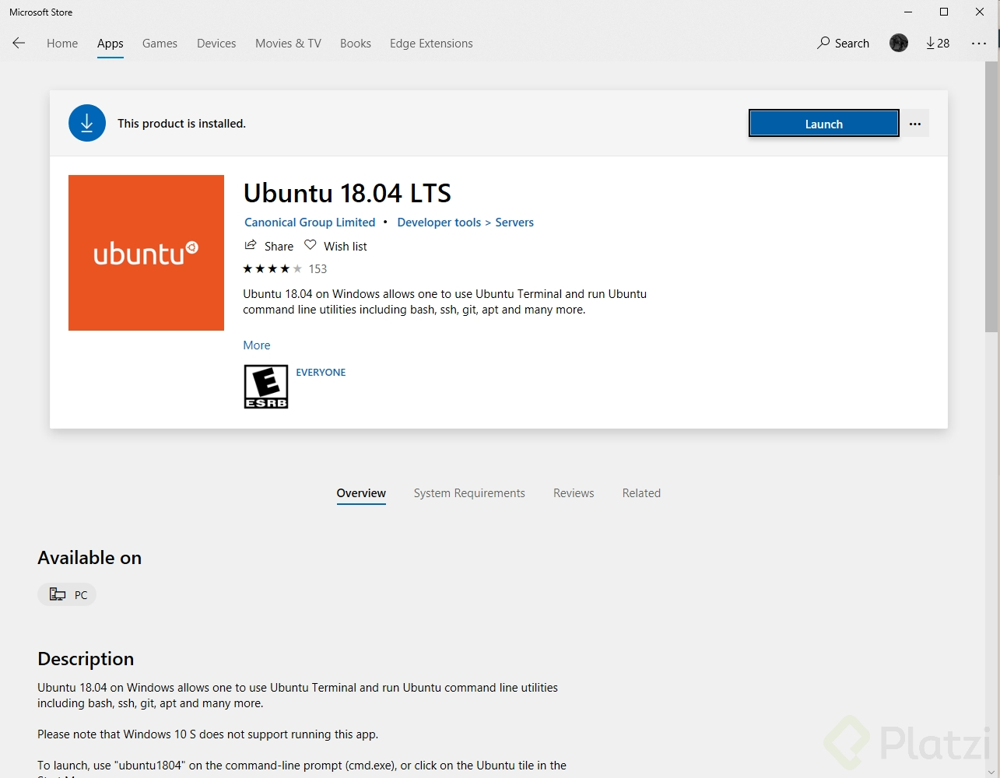 Microsoft Store
Home Apps Games Devices Movies & TV Books Edge Extensions Search 28
This product is installed. Launch
ubuntu
Ubuntu 18.04 LTS
Canonical Group Limited • Developer tools > Servers
Share Wish list
153
Ubuntu 18.04 on Windows allows one to use Ubuntu Terminal and run Ubuntu
command line utilities including bash, ssh, git, apt and many more.
More
E
ESRB
EVERYONE
Overview System Requirements Reviews Related
Available on
PC
Description
Ubuntu 18.04 on Windows allows one to use Ubuntu Terminal and run Ubuntu command line utilities
including bash, ssh, git, apt and many more.
Please note that Windows 10 S does not support running this app.
To launch, use "ubuntu1804" on the command-line prompt (cmd.exe), or click on the Ubuntu tile in the
Platzi